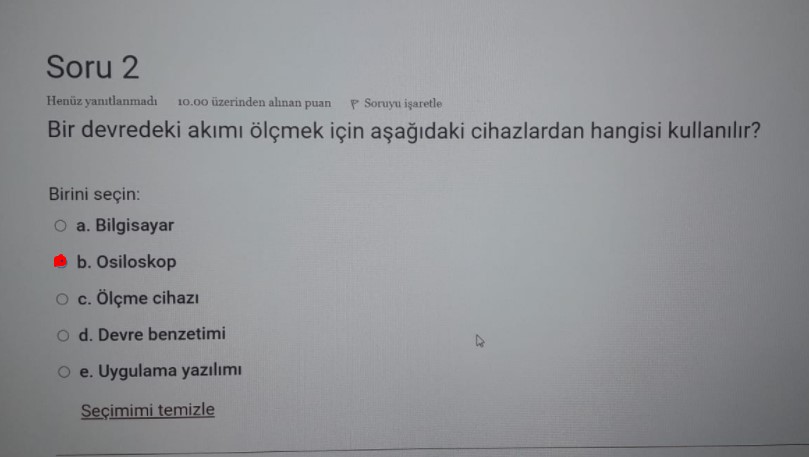 Soru 2
Henüz yanıtlanmadı 10.00 üzerinden alınan puan Soruyu işaretle
Bir devredeki akımı ölçmek için aşağıdaki cihazlardan hangisi kullanılır?
Birini seçin:
a. Bilgisayar
b. Osiloskop
c. Ölçme cihazı
d. Devre benzetimi
e. Uygulama yazılımı
Seçimimi temizle